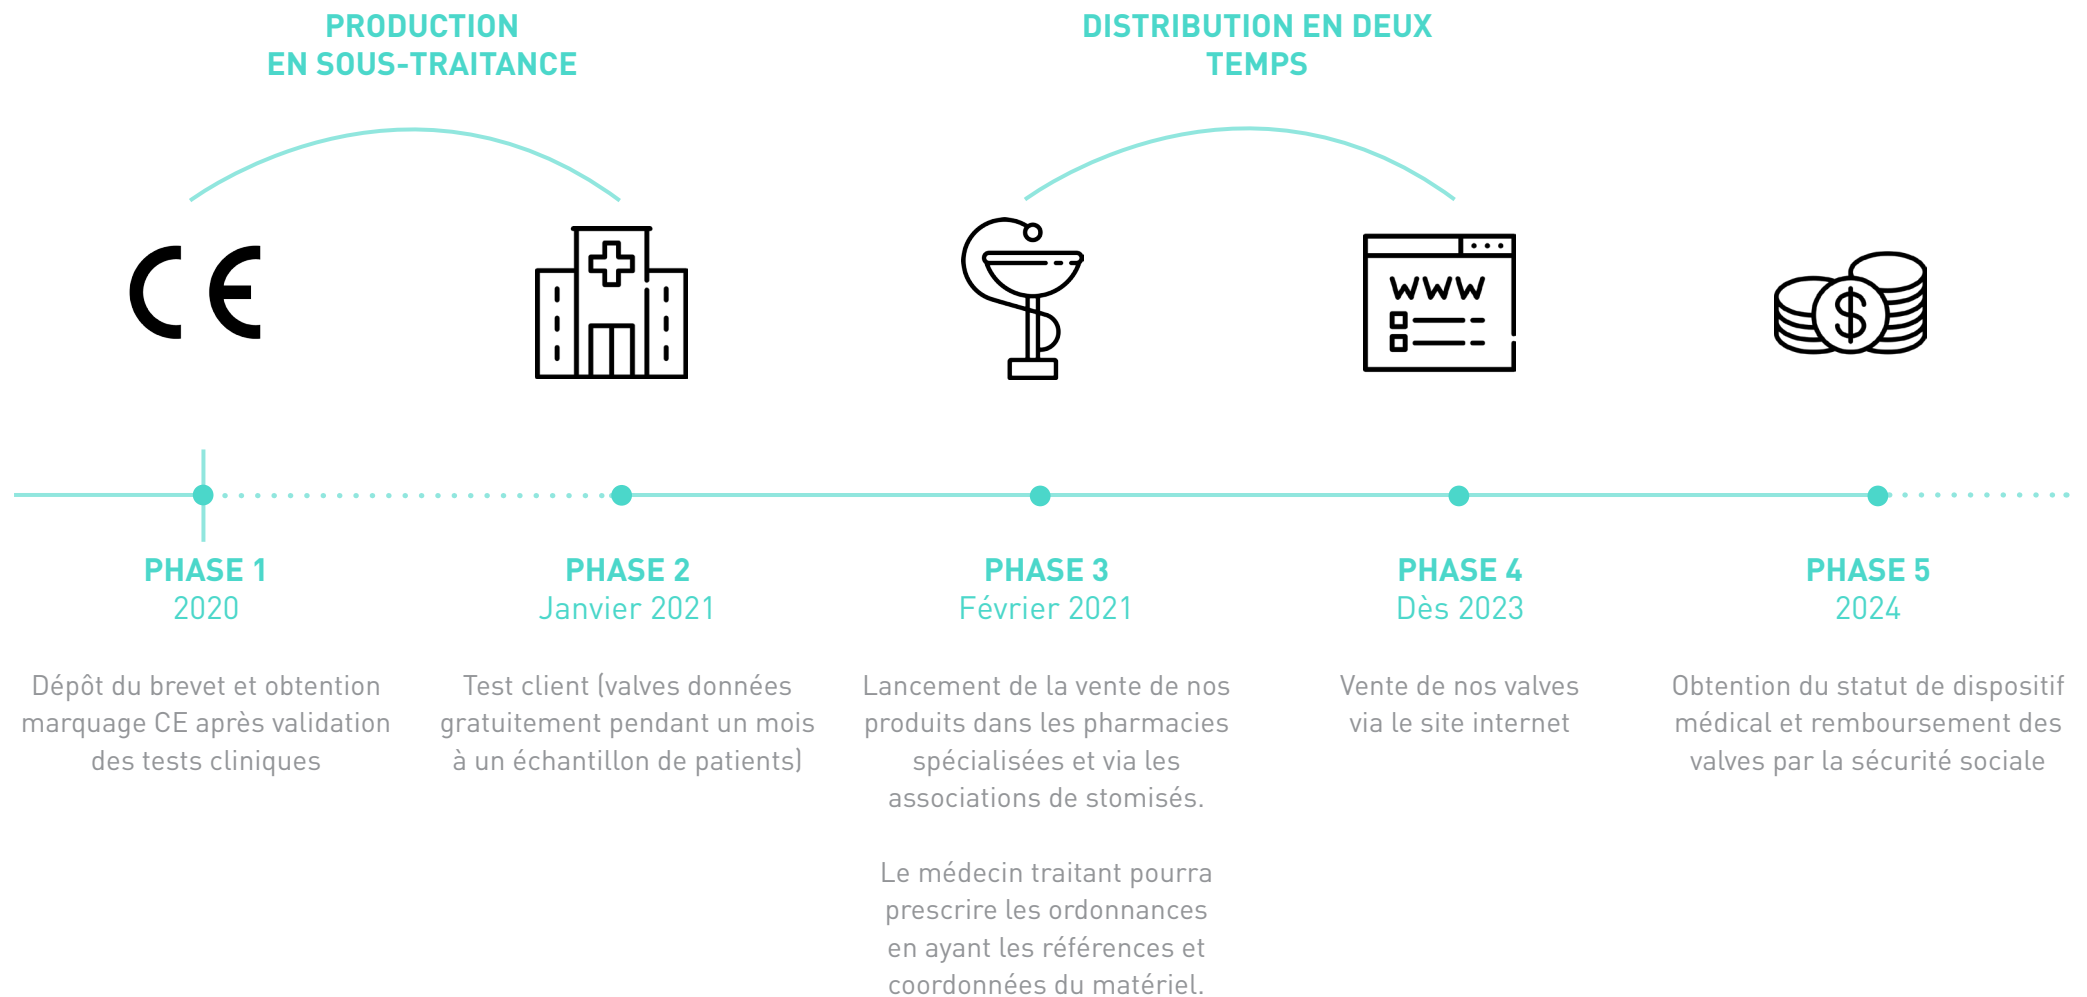 PRODUCTION
EN SOUS-TRAITANCE
DISTRIBUTION EN DEUX
TEMPS
CE
WWW
$
PHASE 1
2020
Dépôt du brevet et obtention
marquage CE après validation
des tests cliniques
PHASE 2
Janvier 2021
Test client (valves données
gratuitement pendant un mois
à un échantillon de patients)
PHASE 3
Février 2021
Lancement de la vente de nos
produits dans les pharmacies
spécialisées et via les
associations de stomisés.
Le médecin traitant pourra
prescrire les ordonnances
en ayant les références et
coordonnées du matériel.
PHASE 4
Dès 2023
Vente de nos valves
via le site internet
PHASE 5
2024
Obtention du statut de dispositif
médical et remboursement des
valves par la sécurité sociale